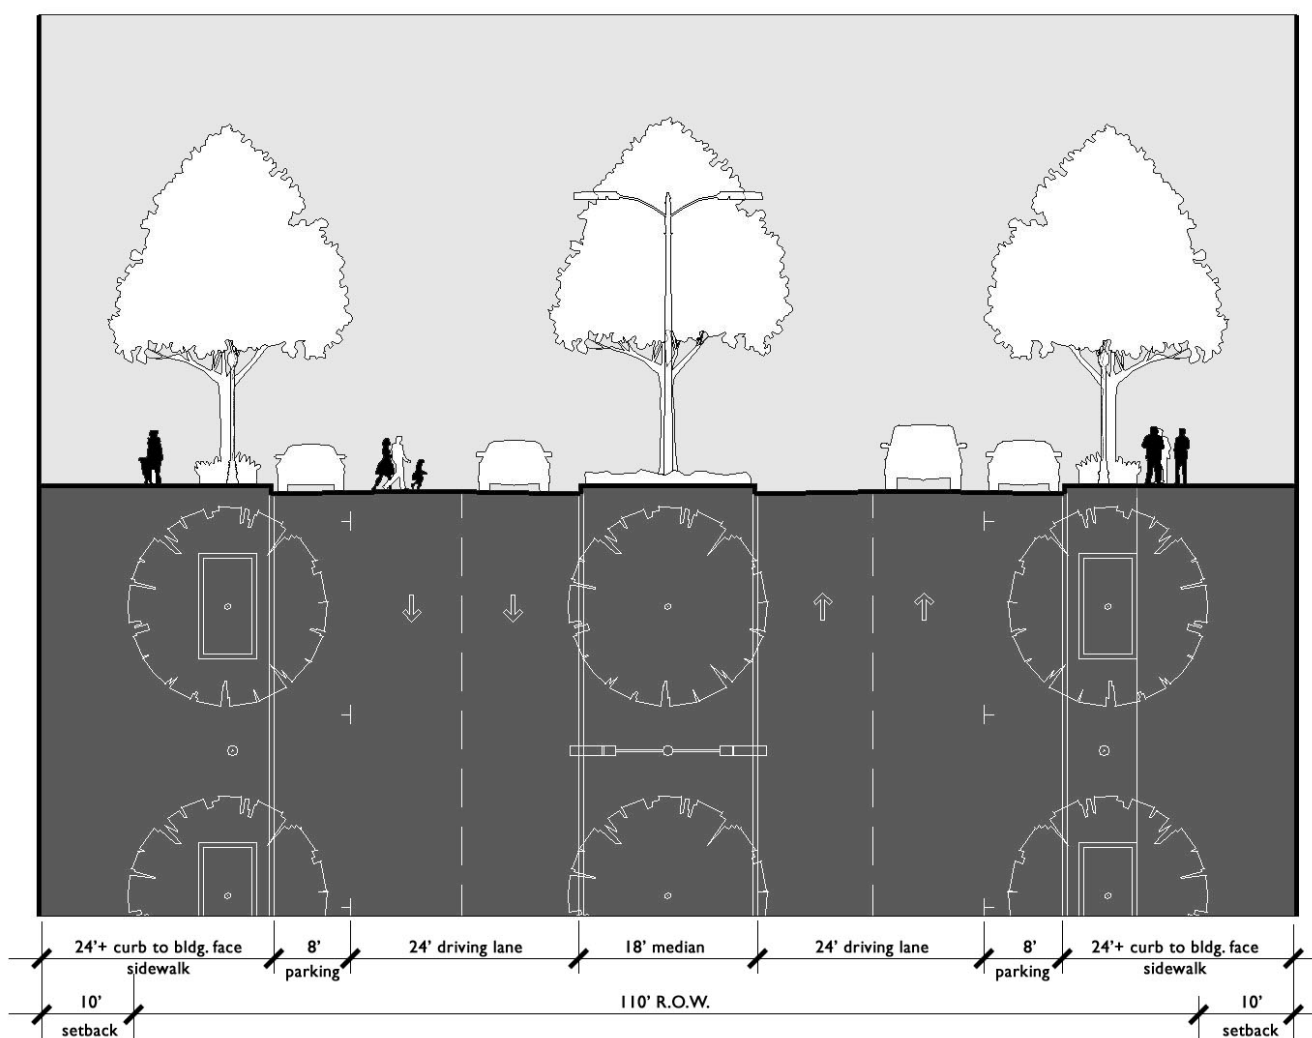 24'+ curb to bldg. face
sidewalk
8'
parking
24' driving lane
18' median
24' driving lane
8'
parking
24'+ curb to bldg. face
sidewalk
10'
setback
110' R.O.W.
10'
setback